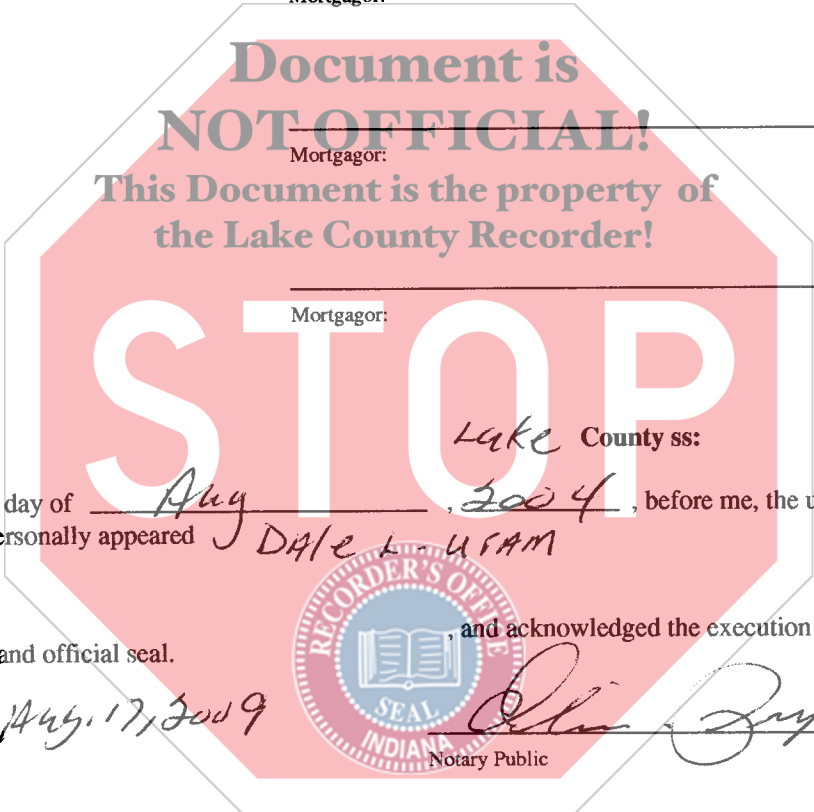 Mortgagor:
Document is
NOT OFFICIAL!
Mortgagor:
This Document is the property of
the Lake County Recorder!
Mortgagor:
STOP
Lake County ss:
day of Aug , 2004 , before me, the u
ersonally appeared DAle L. URAM
, and acknowledged the execution
and official seal.
RECORDER'S OFFICE
SEAL
INDIANA
Aug. 17, 2009
Notary Public